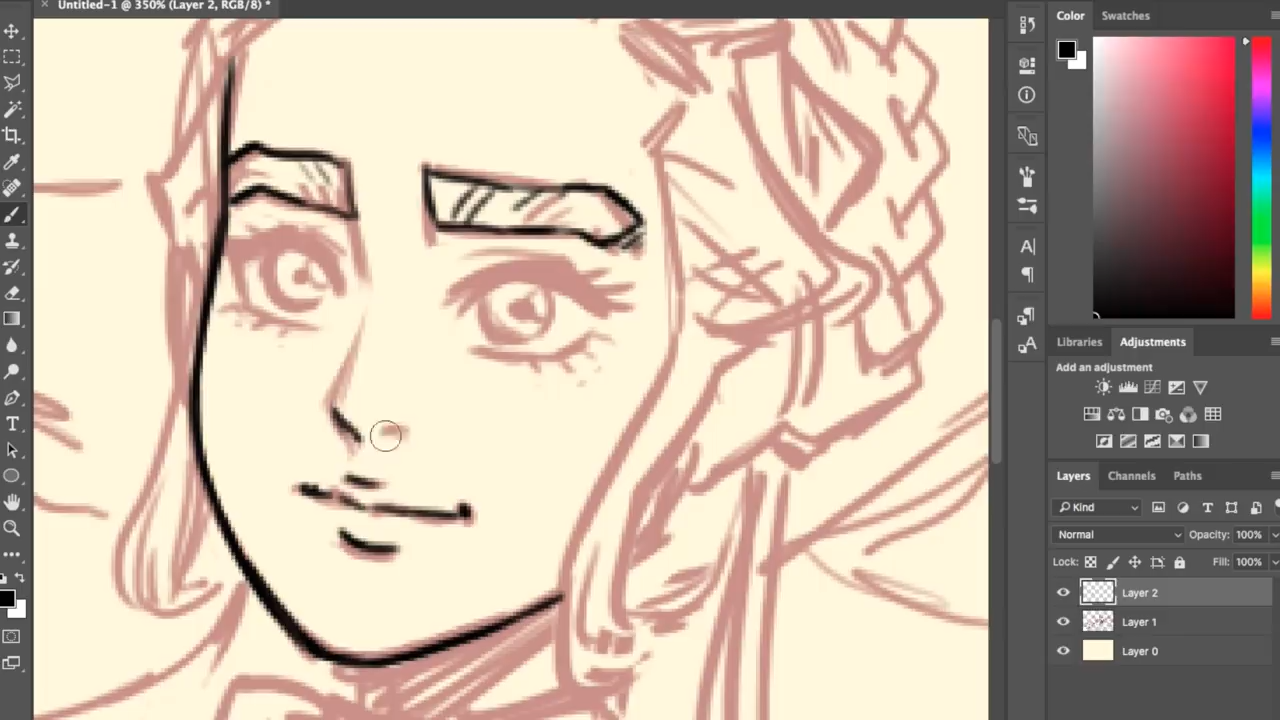 Untitled-1 @ 350% (Layer 2, RGB/8) *
Color
Swatches
Libraries
Adjustments
Add an adjustment
Layers
Channels
Paths
Kind
Normal
Opacity: 100%
Lock:
Fill: 100%
Layer 2
Layer 1
Layer 0